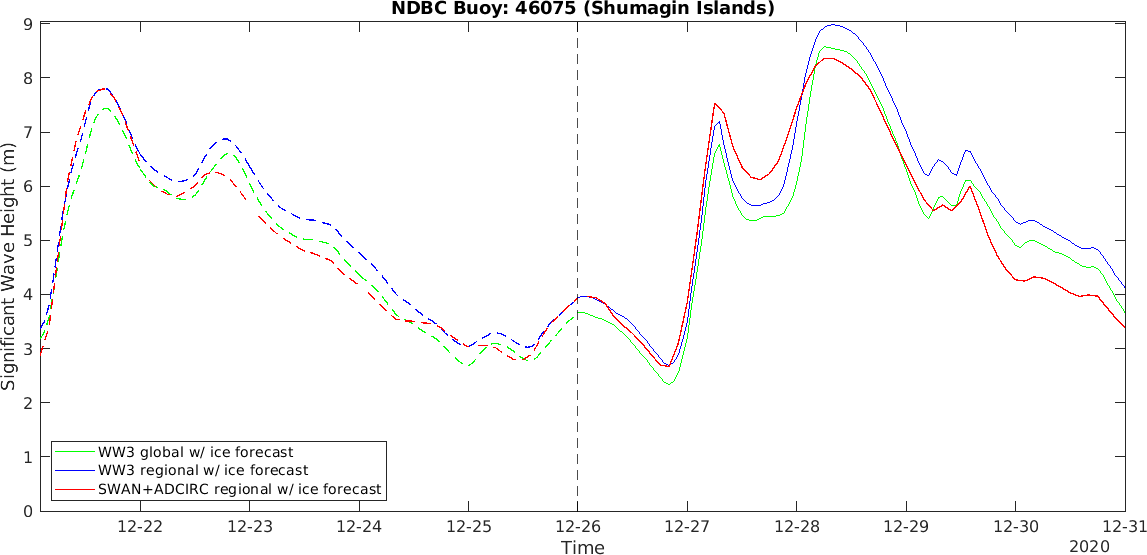 NDBC Buoy: 46075 (Shumagin Islands)
Significant Wave Height (m)
9
8
7
6
5
4
3
2
1
0
WW3 global w/ ice forecast
WW3 regional w/ ice forecast
SWAN+ADCIRC regional w/ ice forecast
12-22 12-23 12-24 12-25 12-26 12-27 12-28 12-29 12-30 12-31
Time
2020